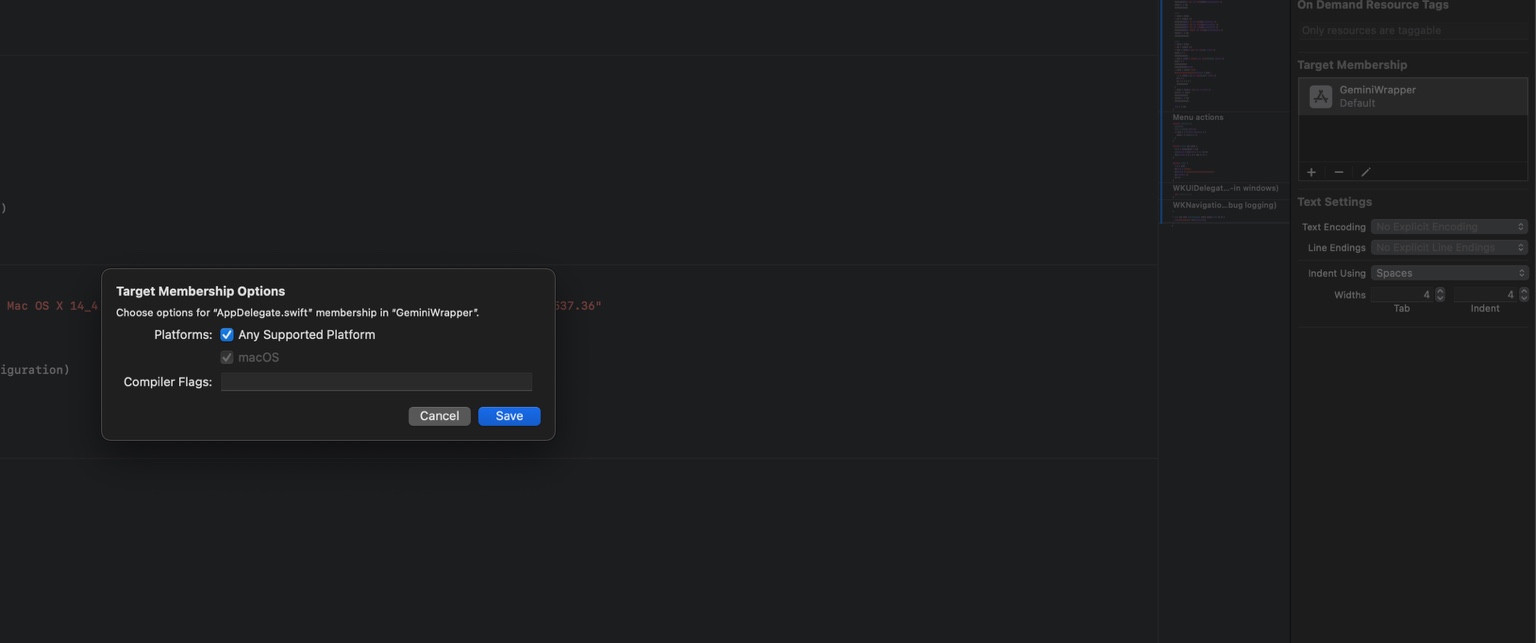 On Demand Resource Tags
Only resources are taggable
Target Membership
GeminiWrapper
Default
Menu actions
WKUIDelegat...-in windows)
WKNavigatio...bug logging)
Text Settings
Text Encoding No Explicit Encoding
Line Endings No Explicit Line Endings
Indent Using Spaces
Widths 4 4
Tab Indent
)
Mac OS X 14_4
537.36"
iguration)
Target Membership Options
Choose options for “AppDelegate.swift” membership in “GeminiWrapper”.
Platforms: Any Supported Platform
macOS
Compiler Flags:
Cancel Save